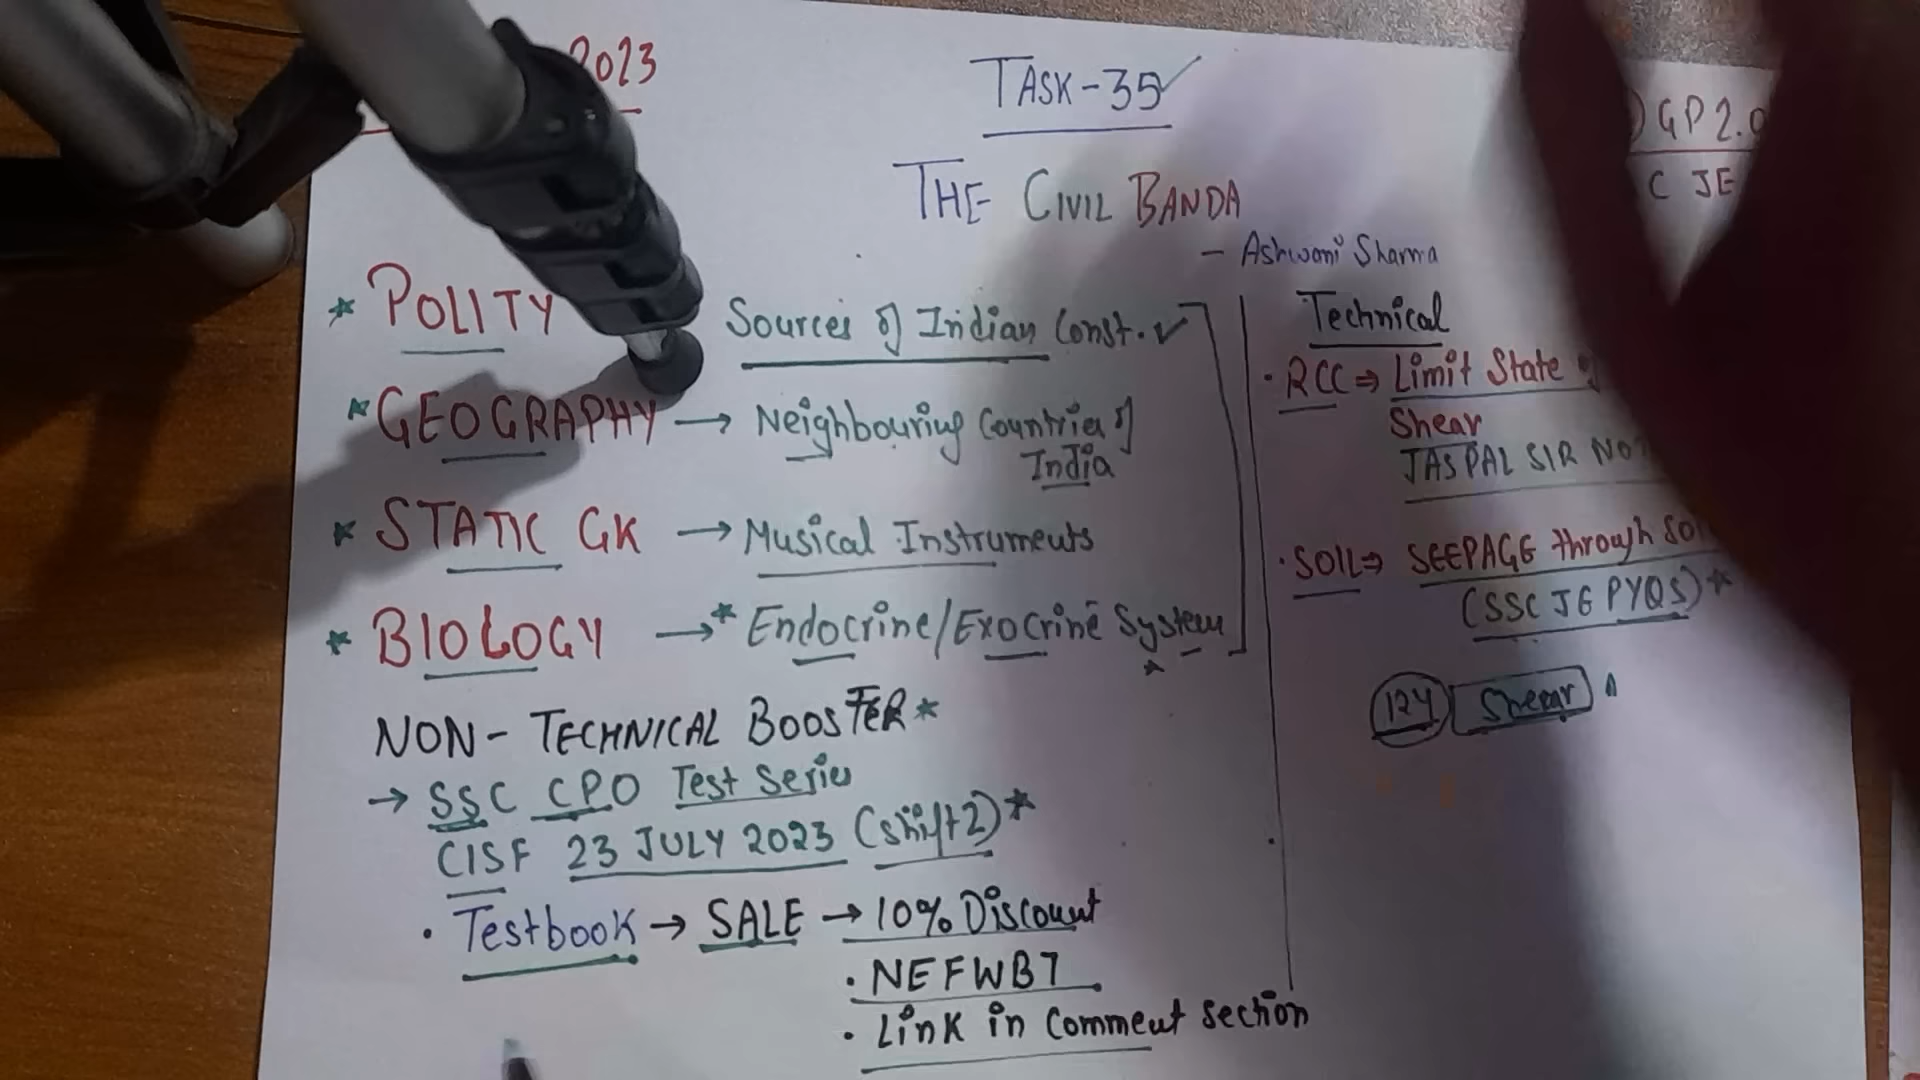 2023
TASK-35
GP 2.0
C JE
THE CIVIL BANDA
- Ashwani Sharma
* POLITY Sources of Indian Const.
* GEOGRAPHY → Neighbouring Countries of
India
* STATIC GK → Musical Instruments
* BIOLOGY → * Endocrine/Exocrine System
NON-TECHNICAL BOOSTER *
→ SSC CPO Test Series
CISF 23 JULY 2023 (shift 2) *
· Testbook → SALE → 10% Discount
· NEFWB7
· Link in Comment section
Technical
· RCC ⇒ Limit State
Shear
JASPAL SIR
· SOIL ⇒ SEEPAGE through
(SSC JE PYQS) *
124 Shear